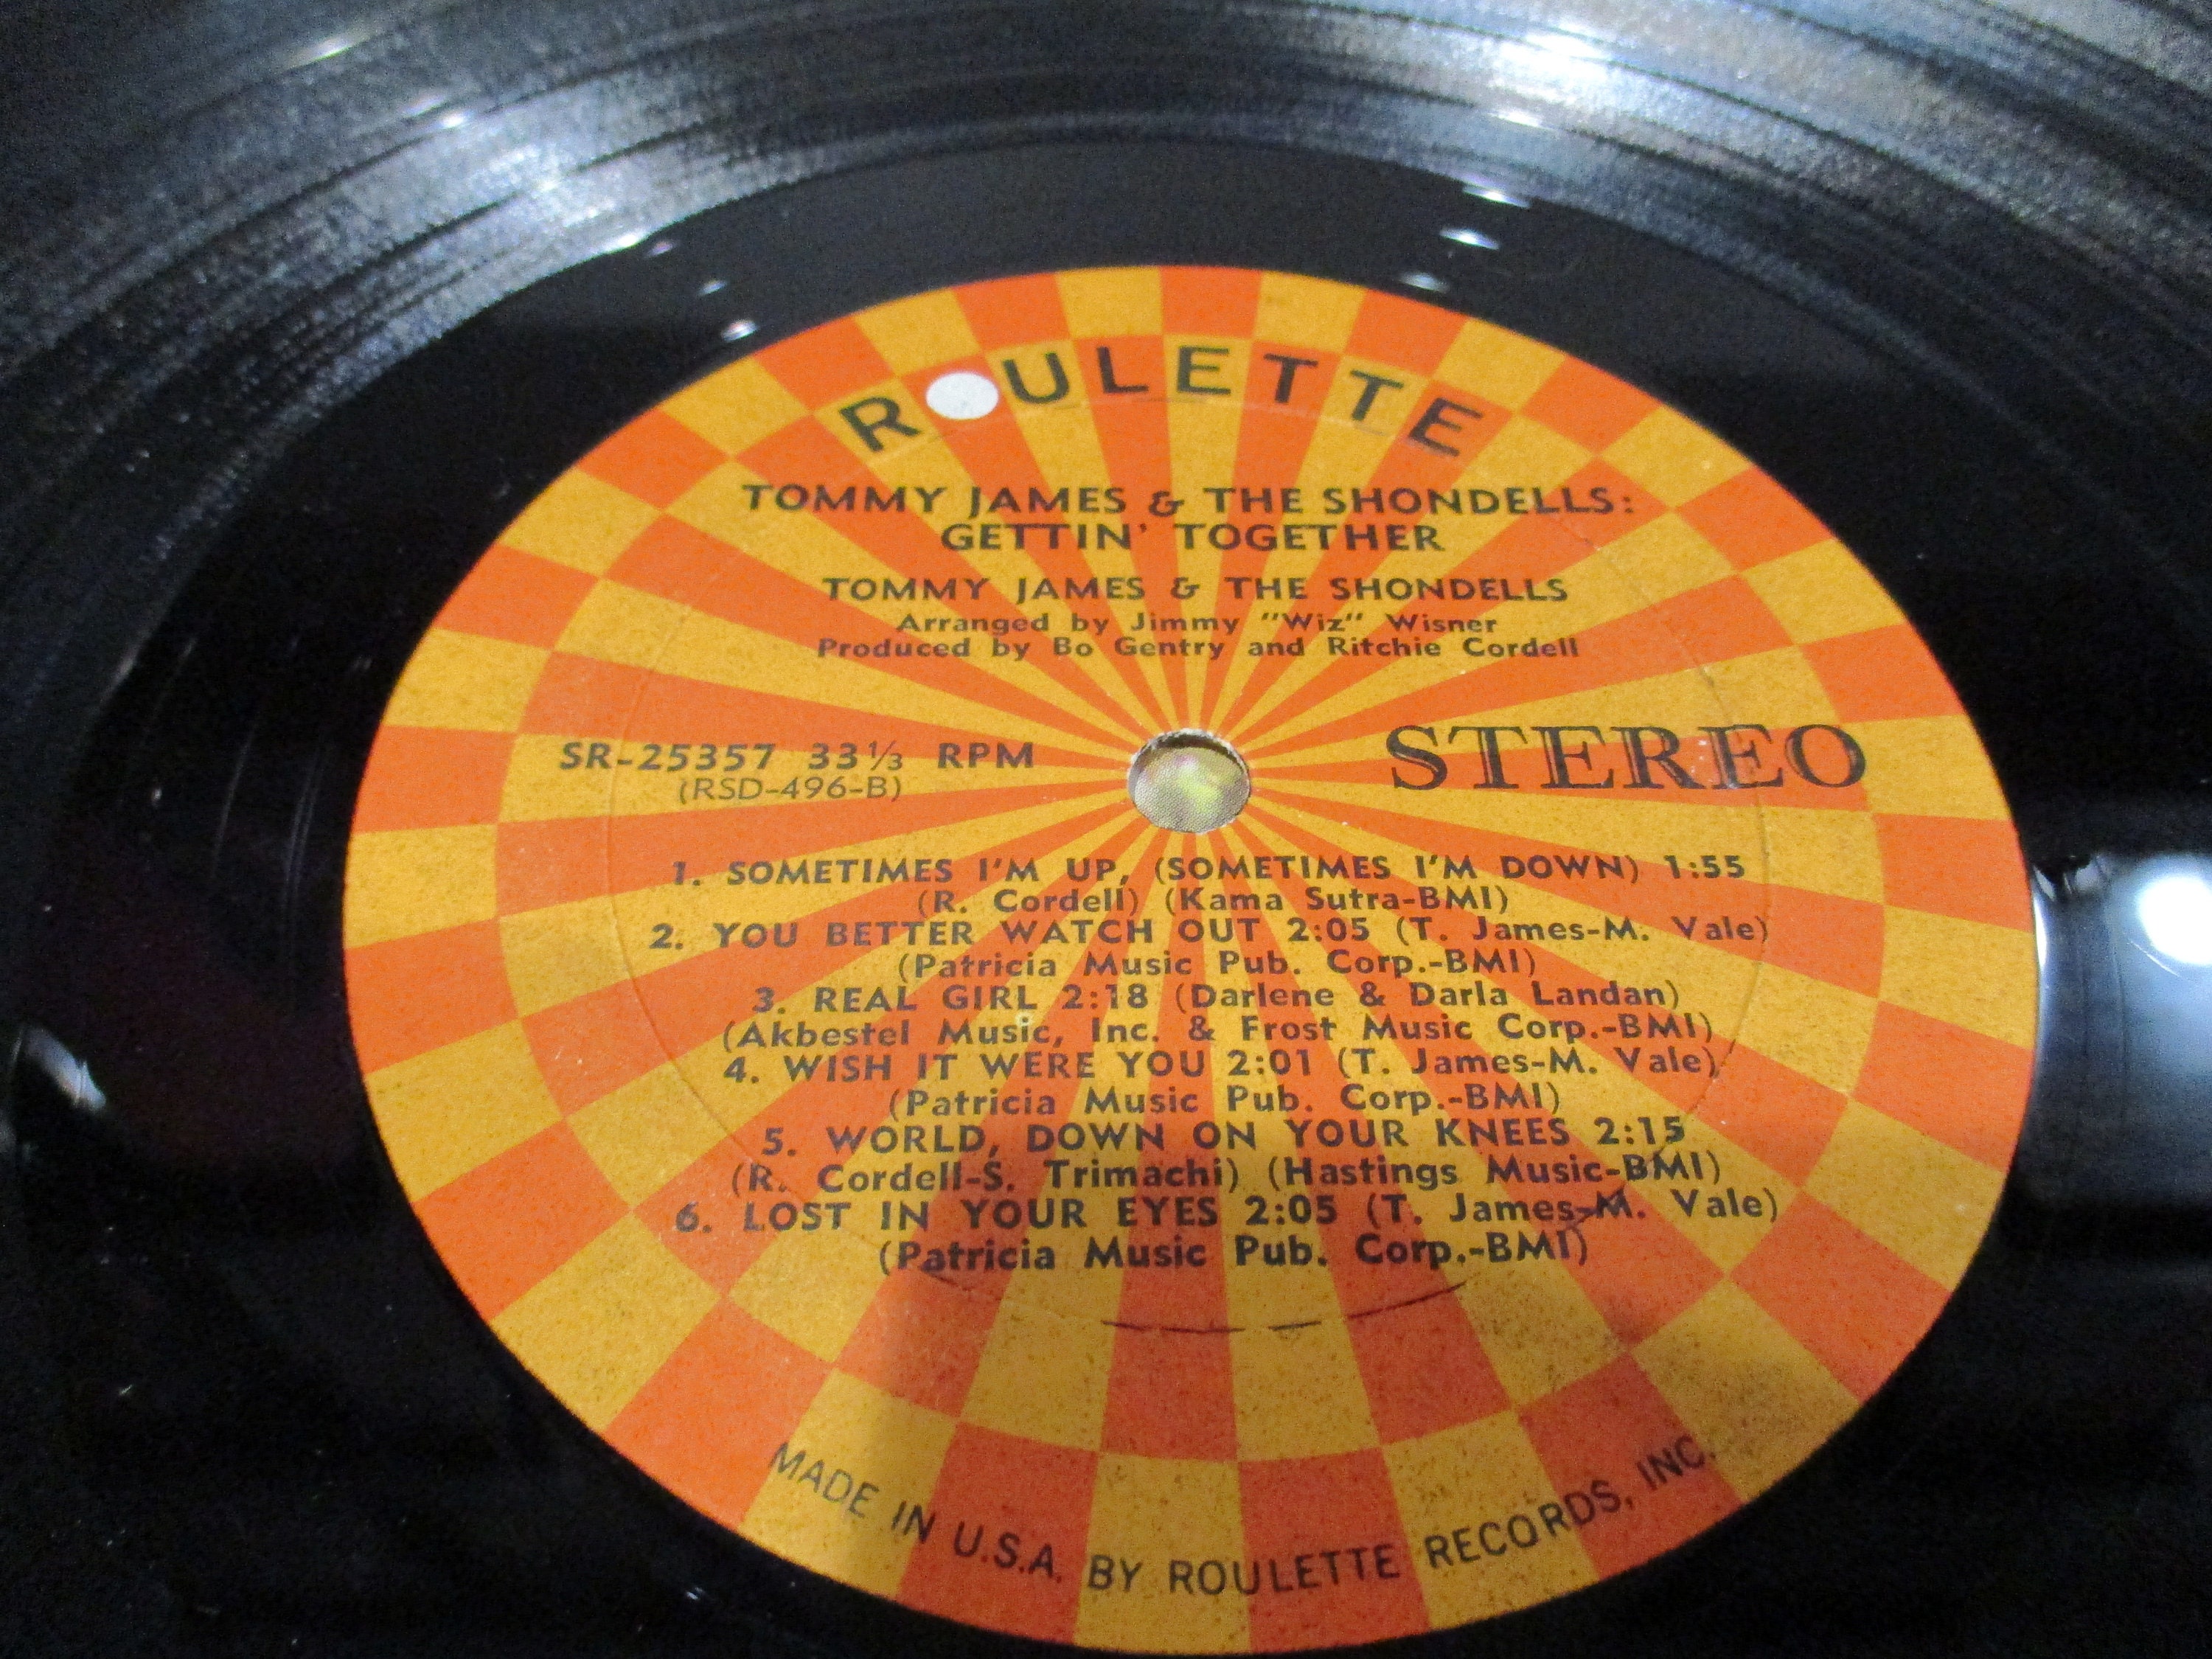 ROULETTE
TOMMY JAMES & THE SHONDELLS:
GETTIN' TOGETHER
TOMMY JAMES & THE SHONDELLS
Arranged by Jimmy "Wiz" Wisner
Produced by Bo Gentry and Ritchie Cordell
SR-25357 33 1/3 RPM
(RSD-496-B)
STEREO
1. SOMETIMES I'M UP, (SOMETIMES I'M DOWN) 1:55
(R. Cordell) (Kama Sutra-BMI)
2. YOU BETTER WATCH OUT 2:05 (T. James-M. Vale)
(Patricia Music Pub. Corp.-BMI)
3. REAL GIRL 2:18 (Darlene & Darla Landan)
(Akbestel Music, Inc. & Frost Music Corp.-BMI)
4. WISH IT WERE YOU 2:01 (T. James-M. Vale)
(Patricia Music Pub. Corp.-BMI)
5. WORLD, DOWN ON YOUR KNEES 2:15
(R. Cordell-S. Trimachi) (Hastings Music-BMI)
6. LOST IN YOUR EYES 2:05 (T. James-M. Vale)
(Patricia Music Pub. Corp.-BMI)
MADE IN U.S.A. BY ROULETTE RECORDS, INC.